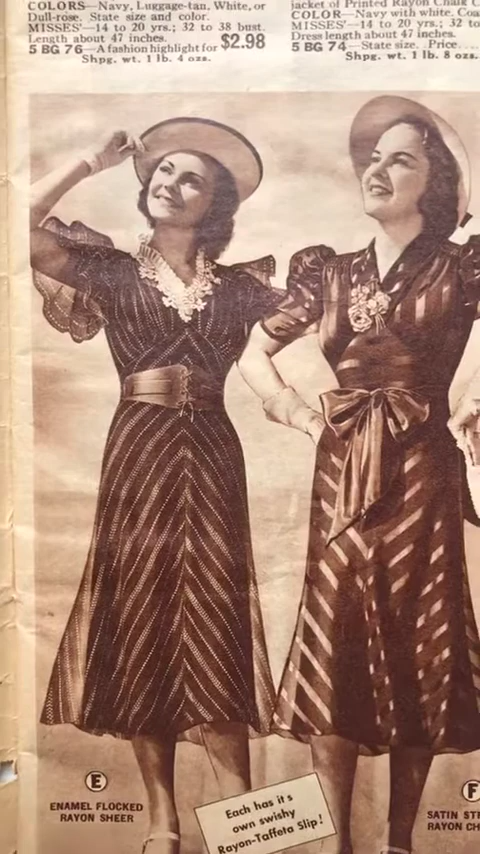 COLORS—Navy, Luggage-tan, White, or
Dull-rose. State size and color.
MISSES'—14 to 20 yrs.; 32 to 38 bust.
Length about 47 inches.
5 BG 76—A fashion highlight for $2.98
Shpg. wt. 1 lb. 4 ozs.
jacket of Printed Rayon Chalk
COLOR—Navy with white.
MISSES'—14 to 20 yrs.; 32 to
Dress length about 47 inches.
5 BG 74—State size. Price....
Shpg. wt. 1 lb. 8 ozs.
E
ENAMEL FLOCKED
RAYON SHEER
Each has it's
own swishy
Rayon-Taffeta Slip!
F
SATIN
RAYON